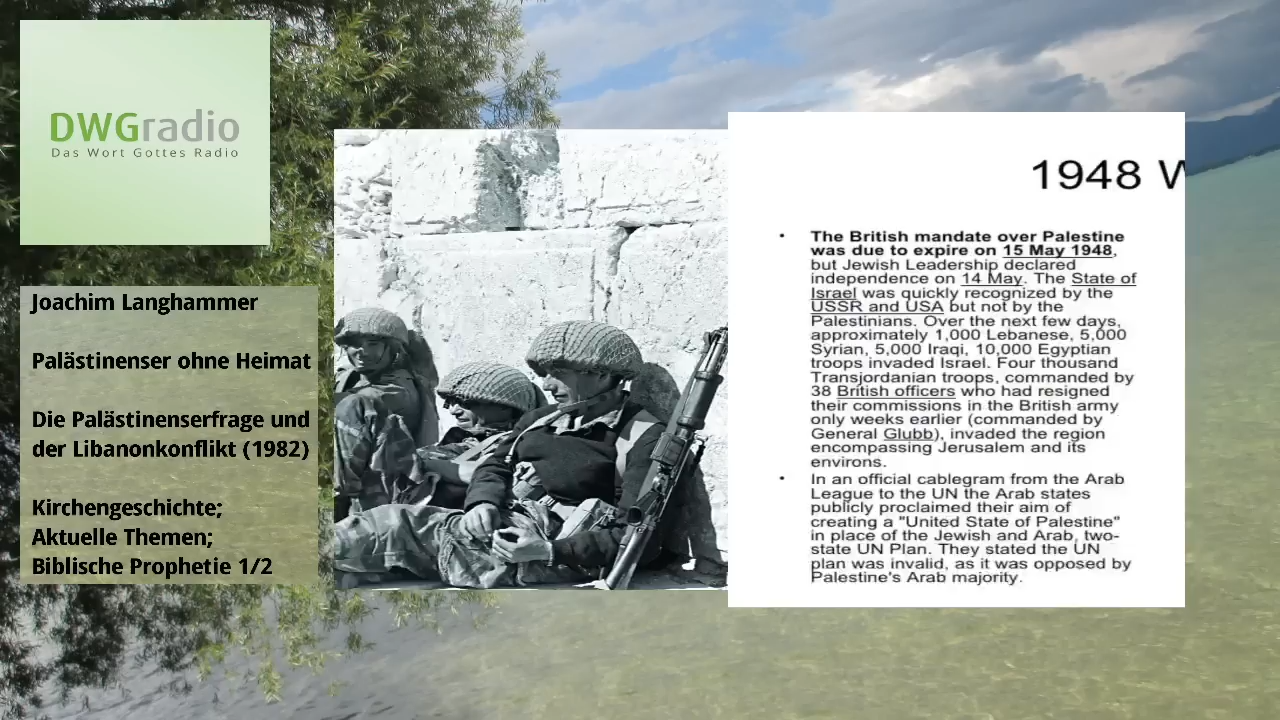 DWGradio
Das Wort Gottes Radio
Joachim Langhammer
Palästinenser ohne Heimat
Die Palästinenserfrage und
der Libanonkonflikt (1982)
Kirchengeschichte;
Aktuelle Themen;
Biblische Prophetie 1/2
1948 W
• The British mandate over Palestine
was due to expire on 15 May 1948,
but Jewish Leadership declared
independence on 14 May. The State of
Israel was quickly recognized by the
USSR and USA but not by the
Palestinians. Over the next few days,
approximately 1,000 Lebanese, 5,000
Syrian, 5,000 Iraqi, 10,000 Egyptian
troops invaded Israel. Four thousand
Transjordanian troops, commanded by
38 British officers who had resigned
their commissions in the British army
only weeks earlier (commanded by
General Glubb), invaded the region
encompassing Jerusalem and its
environs.
• In an official cablegram from the Arab
League to the UN the Arab states
publicly proclaimed their aim of
creating a "United State of Palestine"
in place of the Jewish and Arab, two-
state UN Plan. They stated the UN
plan was invalid, as it was opposed by
Palestine's Arab majority.